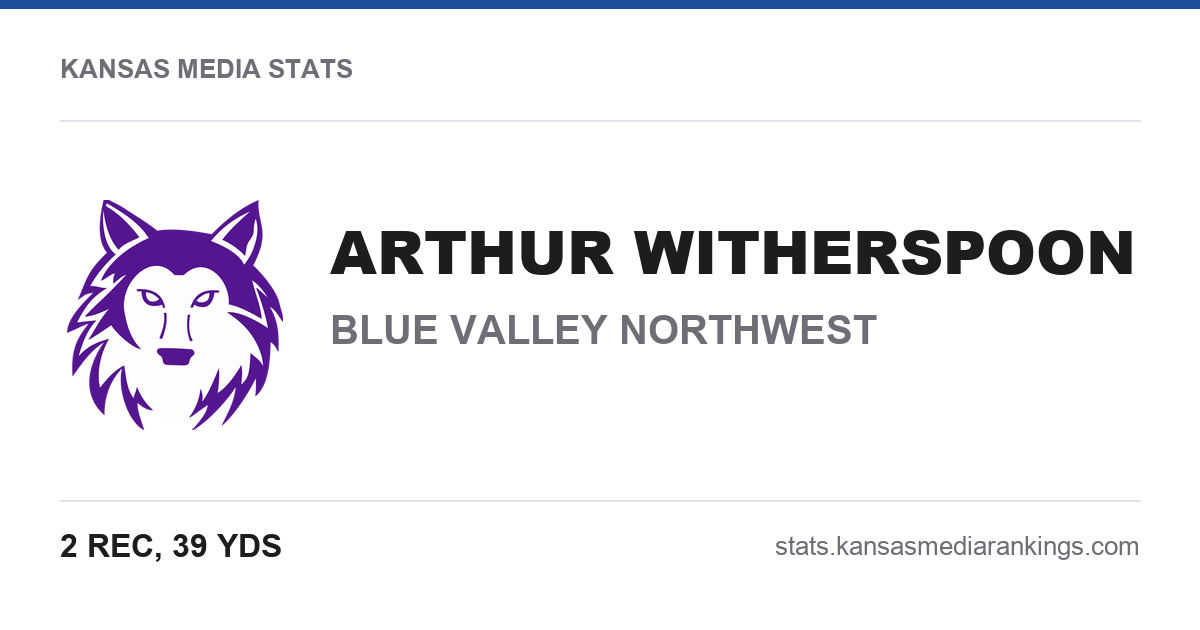 KANSAS MEDIA STATS
ARTHUR WITHERSPOON
BLUE VALLEY NORTHWEST
2 REC, 39 YDS
stats.kansasmediarankings.com